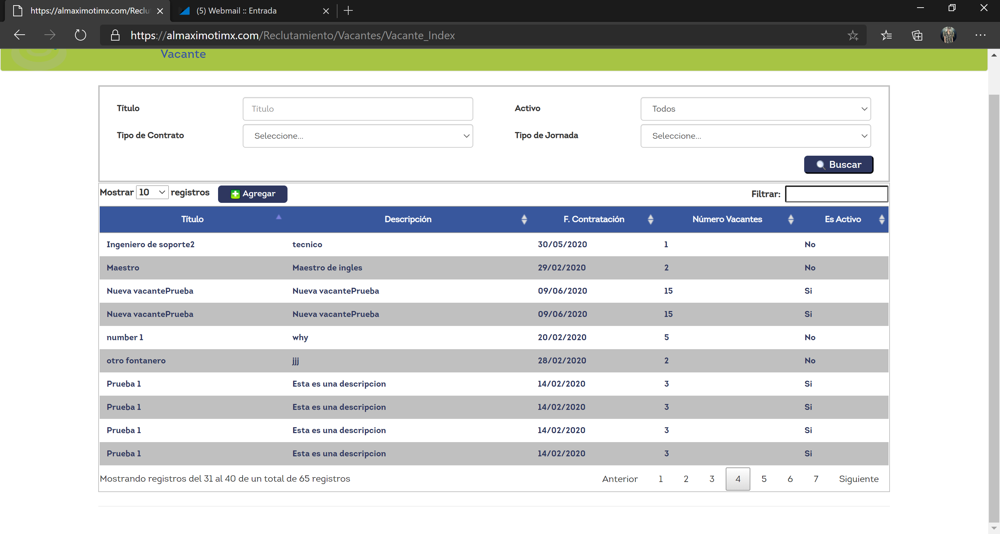 https://almaximotimx.com/Reclu
(5) Webmail :: Entrada
https://almaximotimx.com/Reclutamiento/Vacantes/Vacante_Index
Vacante
Título Título Activo Todos
Tipo de Contrato Seleccione... Tipo de Jornada Seleccione...
Buscar
Mostrar 10 registros Agregar Filtrar:
Título Descripción F. Contratación Número Vacantes Es Activo
Ingeniero de soporte2 tecnico 30/05/2020 1 No
Maestro Maestro de ingles 29/02/2020 2 No
Nueva vacantePrueba Nueva vacantePrueba 09/06/2020 15 Si
Nueva vacantePrueba Nueva vacantePrueba 09/06/2020 15 Si
number 1 why 20/02/2020 5 No
otro fontanero jjj 28/02/2020 2 No
Prueba 1 Esta es una descripcion 14/02/2020 3 Si
Prueba 1 Esta es una descripcion 14/02/2020 3 Si
Prueba 1 Esta es una descripcion 14/02/2020 3 Si
Prueba 1 Esta es una descripcion 14/02/2020 3 Si
Mostrando registros del 31 al 40 de un total de 65 registros Anterior 1 2 3 4 5 6 7 Siguiente